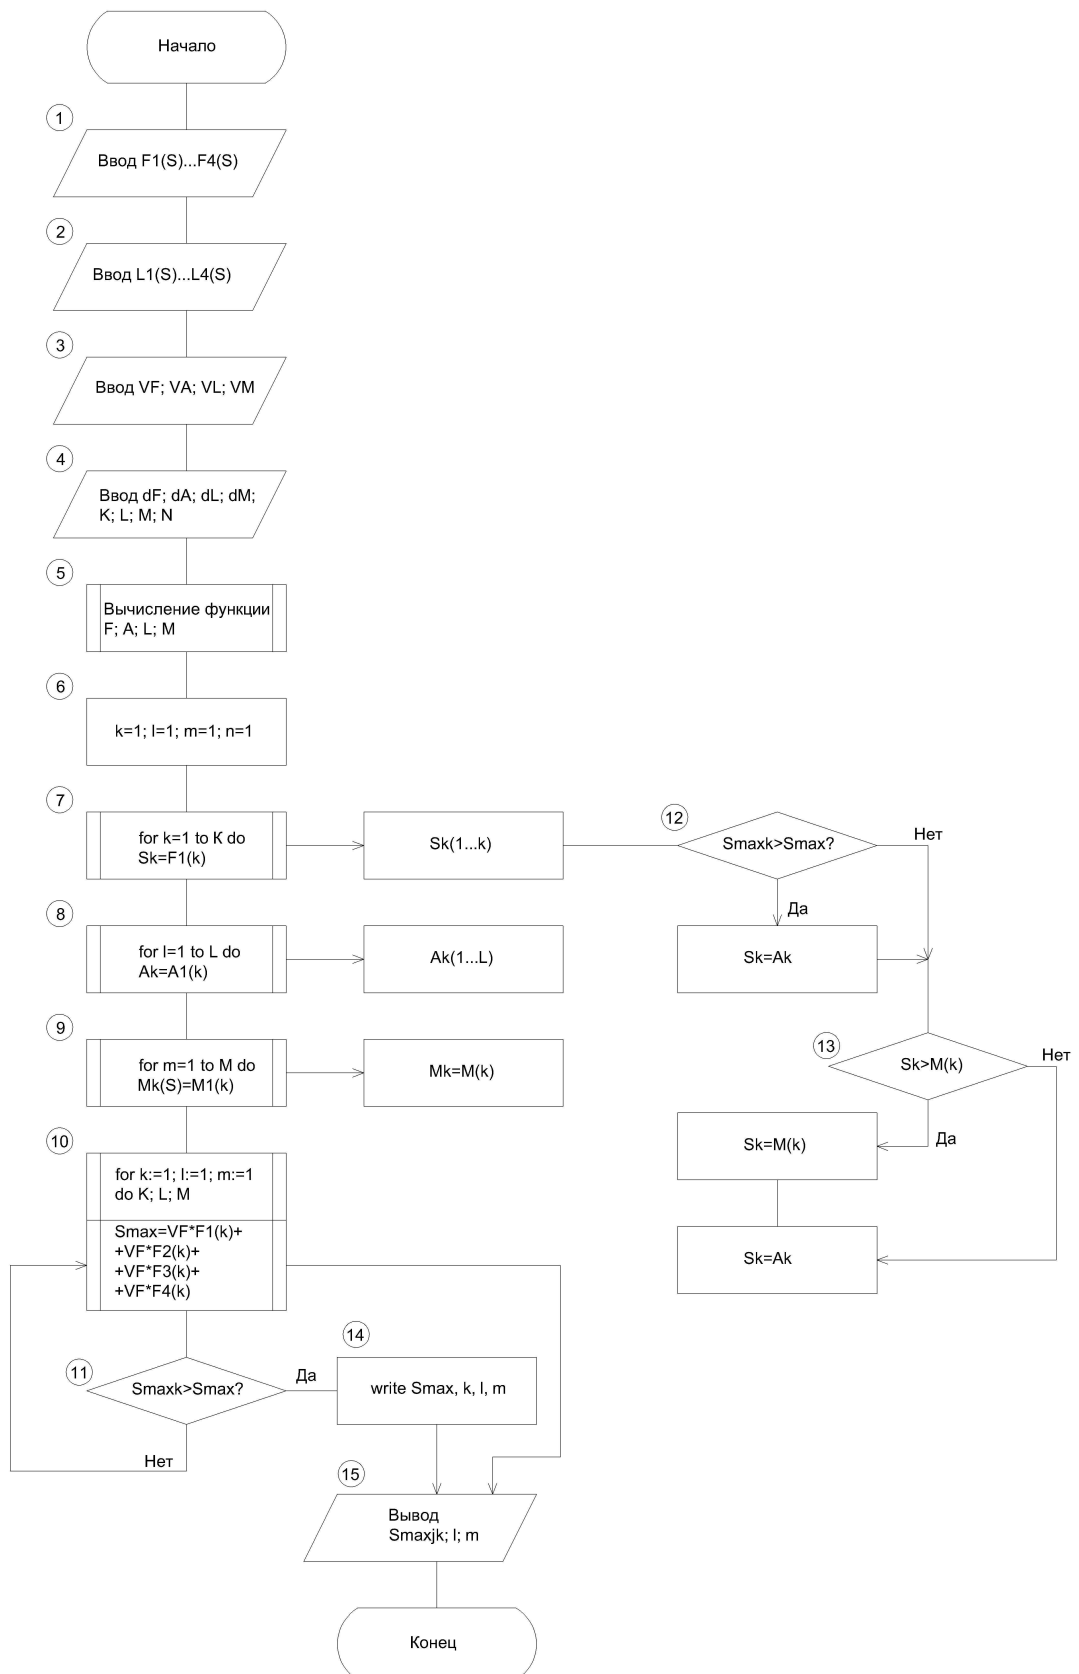 Начало
1
Ввод F1(S)...F4(S)
2
Ввод L1(S)...L4(S)
3
Ввод VF; VA; VL; VM
4
Ввод dF; dA; dL; dM;
K; L; M; N
5
Вычисление функции
F; A; L; M
6
k=1; l=1; m=1; n=1
7
for k=1 to K do
Sk=F1(k)
Sk(1...k)
12
Smaxk>Smax?
Нет
Да
Sk=Ak
8
for l=1 to L do
Ak=A1(k)
Ak(1...L)
9
for m=1 to M do
Mk(S)=M1(k)
Mk=M(k)
13
Sk>M(k)
Нет
Да
Sk=M(k)
Sk=Ak
10
for k:=1; l:=1; m:=1
do K; L; M
Smax=VF*F1(k)+
+VF*F2(k)+
+VF*F3(k)+
+VF*F4(k)
11
Smaxk>Smax?
Да
Нет
14
write Smax, k, l, m
15
Вывод
Smaxjk; l; m
Конец